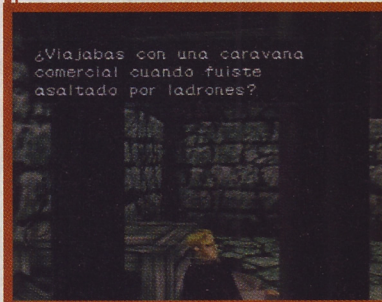 ¿Viajabas con una caravana
comercial cuando fuiste
asaltado por ladrones?